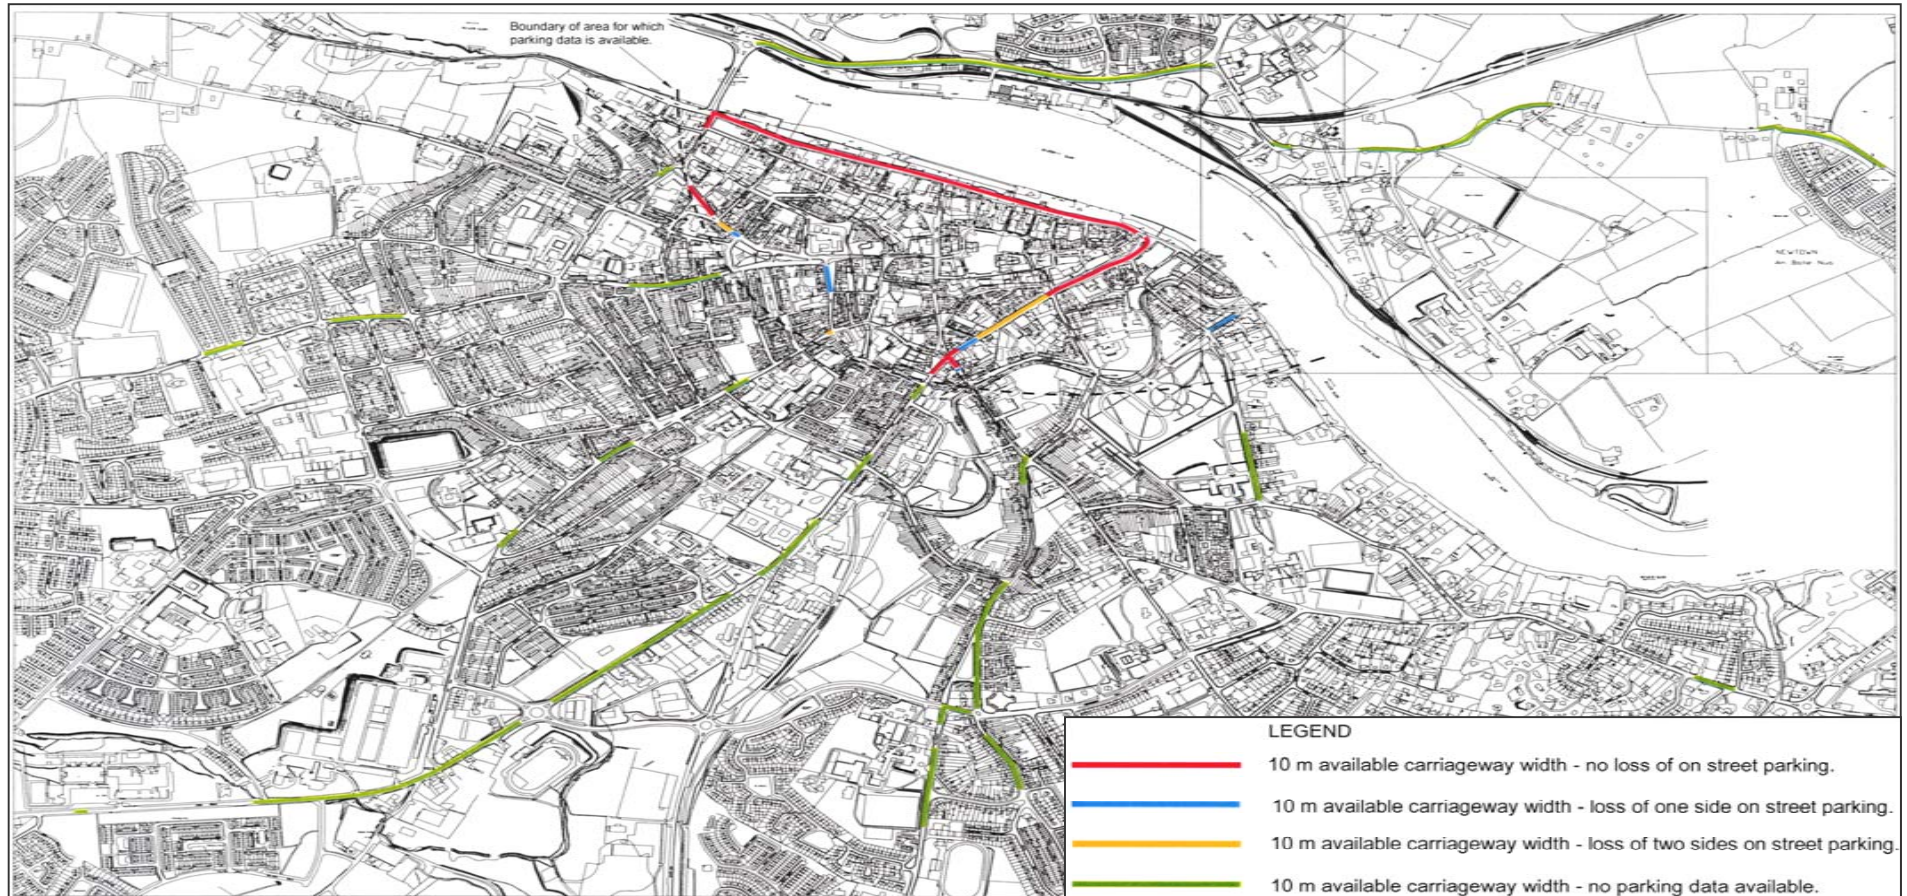 Boundary of area for which
parking data is available.
NEWTOWN
LEGEND
10 m available carriageway width - no loss of on street parking.
10 m available carriageway width - loss of one side on street parking.
10 m available carriageway width - loss of two sides on street parking.
10 m available carriageway width - no parking data available.